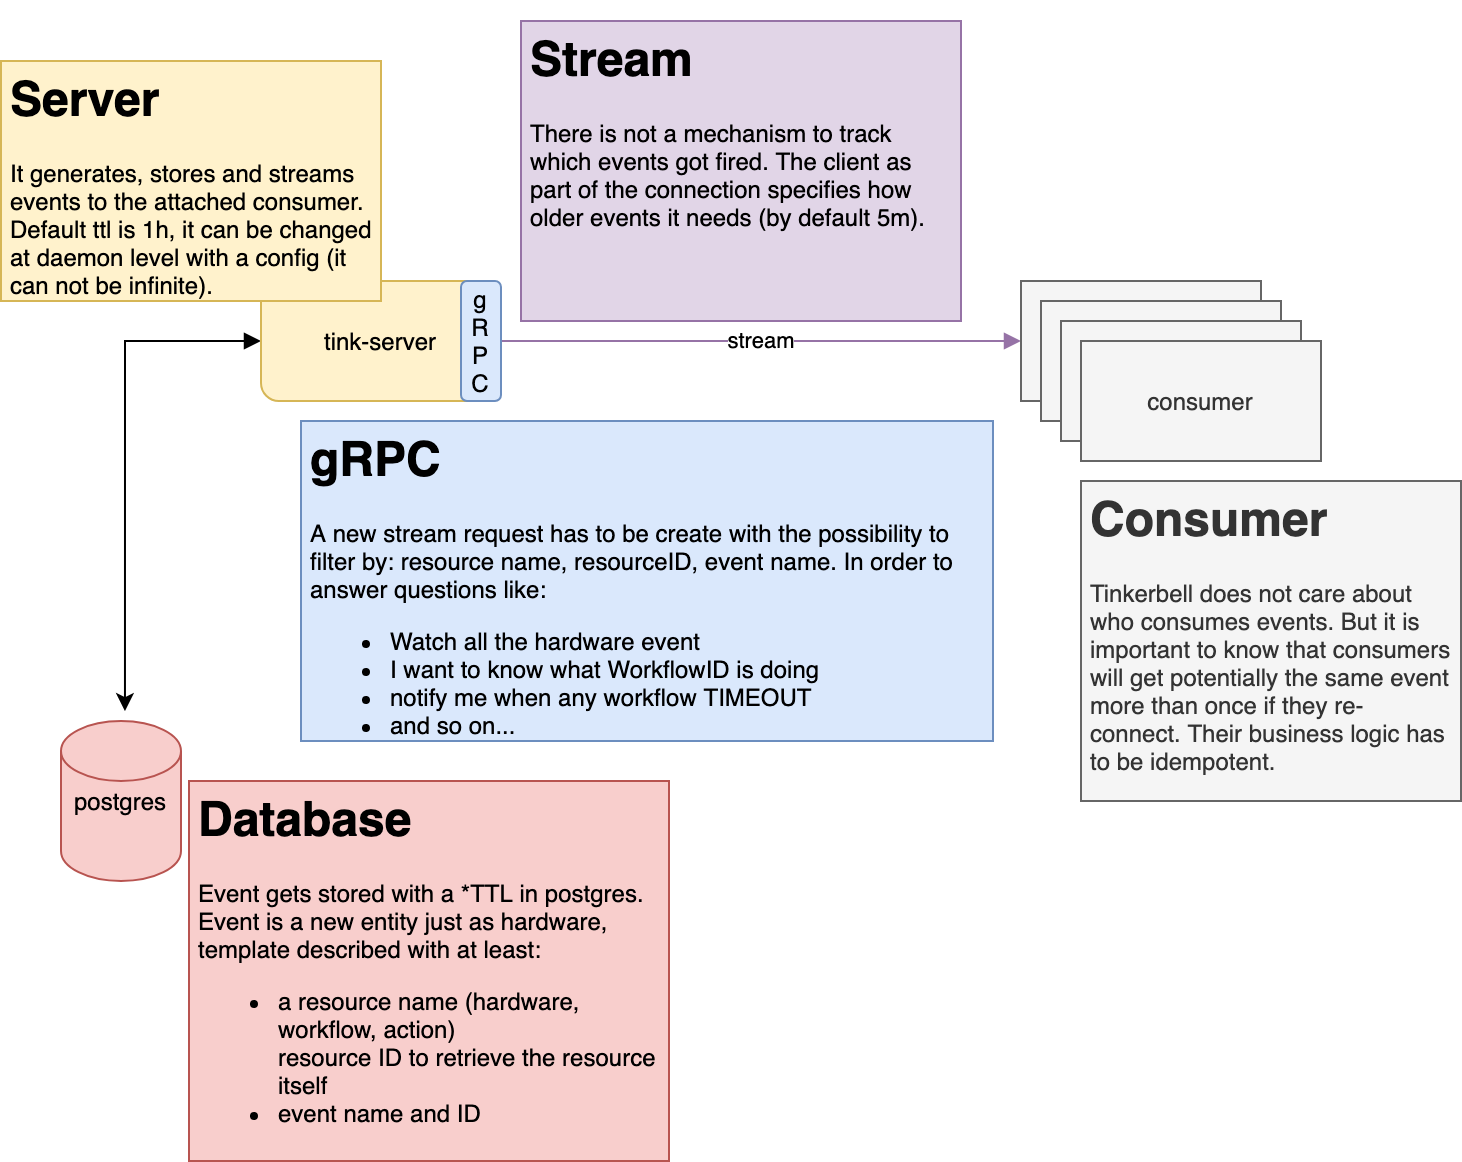 Server
It generates, stores and streams
events to the attached consumer.
Default ttl is 1h, it can be changed
at daemon level with a config (it
can not be infinite).
Stream
There is not a mechanism to track
which events got fired. The client as
part of the connection specifies how
older events it needs (by default 5m).
tink-server
g
R
P
C
stream
consumer
gRPC
A new stream request has to be create with the possibility to
filter by: resource name, resourceID, event name. In order to
answer questions like:
• Watch all the hardware event
• I want to know what WorkflowID is doing
• notify me when any workflow TIMEOUT
• and so on...
Consumer
Tinkerbell does not care about
who consumes events. But it is
important to know that consumers
will get potentially the same event
more than once if they re-
connect. Their business logic has
to be idempotent.
postgres
Database
Event gets stored with a *TTL in postgres.
Event is a new entity just as hardware,
template described with at least:
• a resource name (hardware,
workflow, action)
resource ID to retrieve the resource
itself
• event name and ID